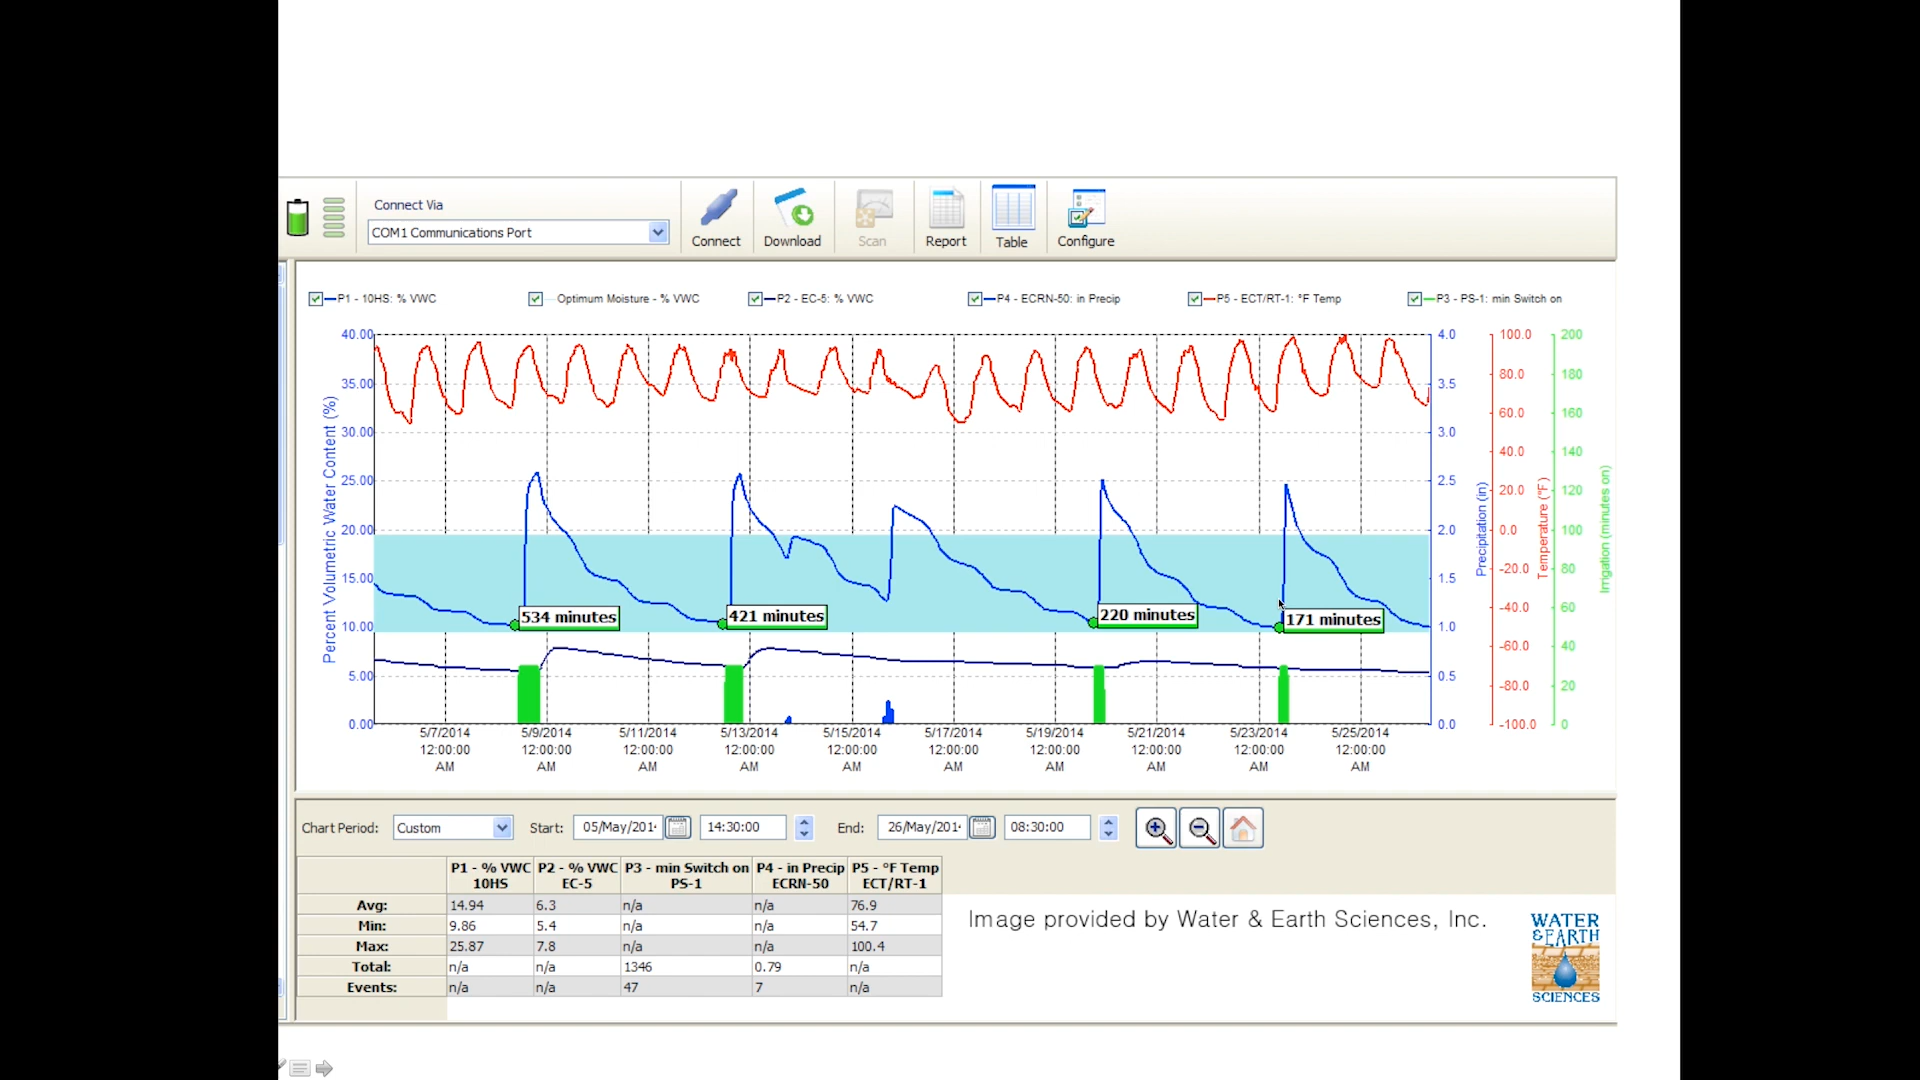 Connect Via
COM1 Communications Port
Connect
Download
Scan
Report
Table
Configure
P1 - 10HS: % VWC
Optimum Moisture - % VWC
P2 - EC-5: % VWC
P4 - ECRN-50: in Precip
P5 - ECT/RT-1: °F Temp
P3 - PS-1: min Switch on
Percent Volumetric Water Content (%)
40.00
35.00
30.00
25.00
20.00
15.00
10.00
5.00
0.00
534 minutes
421 minutes
220 minutes
171 minutes
4.0
3.5
3.0
2.5
2.0
1.5
1.0
0.5
0.0
Precipitation (in)
100.0
80.0
60.0
40.0
20.0
0.0
-20.0
-40.0
-60.0
-80.0
-100.0
Temperature (°F)
200
180
160
140
120
100
80
60
40
20
0
Irrigation (minutes on)
5/7/2014 5/9/2014 5/11/2014 5/13/2014 5/15/2014 5/17/2014 5/19/2014 5/21/2014 5/23/2014 5/25/2014
12:00:00 12:00:00 12:00:00 12:00:00 12:00:00 12:00:00 12:00:00 12:00:00 12:00:00 12:00:00
AM AM AM AM AM AM AM AM AM AM
Chart Period: Custom Start: 05/May/201 14:30:00 End: 26/May/201 08:30:00
P1 - % VWC P2 - % VWC P3 - min Switch on P4 - in Precip P5 - °F Temp
10HS EC-5 PS-1 ECRN-50 ECT/RT-1
Avg: 14.94 6.3 n/a n/a 76.9
Min: 9.86 5.4 n/a n/a 54.7
Max: 25.87 7.8 n/a n/a 100.4
Total: n/a n/a 1346 0.79 n/a
Events: n/a n/a 47 7 n/a
Image provided by Water & Earth Sciences, Inc.
WATER
& EARTH
SCIENCES